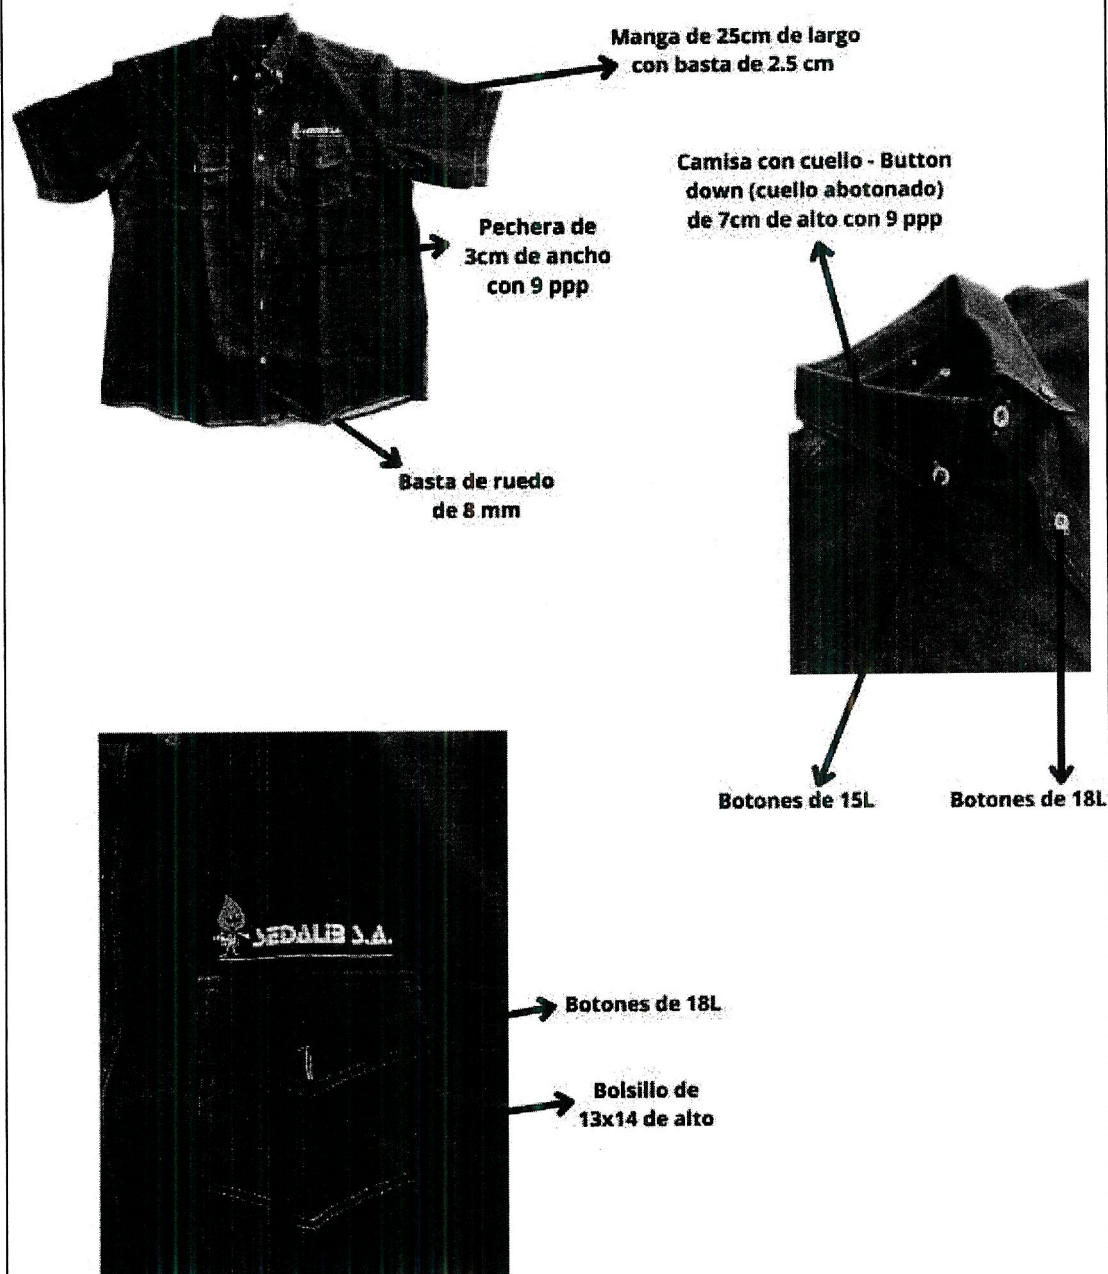 Manga de 25cm de largo
con basta de 2.5 cm
Camisa con cuello - Button
down (cuello abotonado)
de 7cm de alto con 9 ppp
Pechera de
3cm de ancho
con 9 ppp
Basta de ruedo
de 8 mm
Botones de 15L
Botones de 18L
SEDALIB S.A.
Botones de 18L
Bolsillo de
13x14 de alto